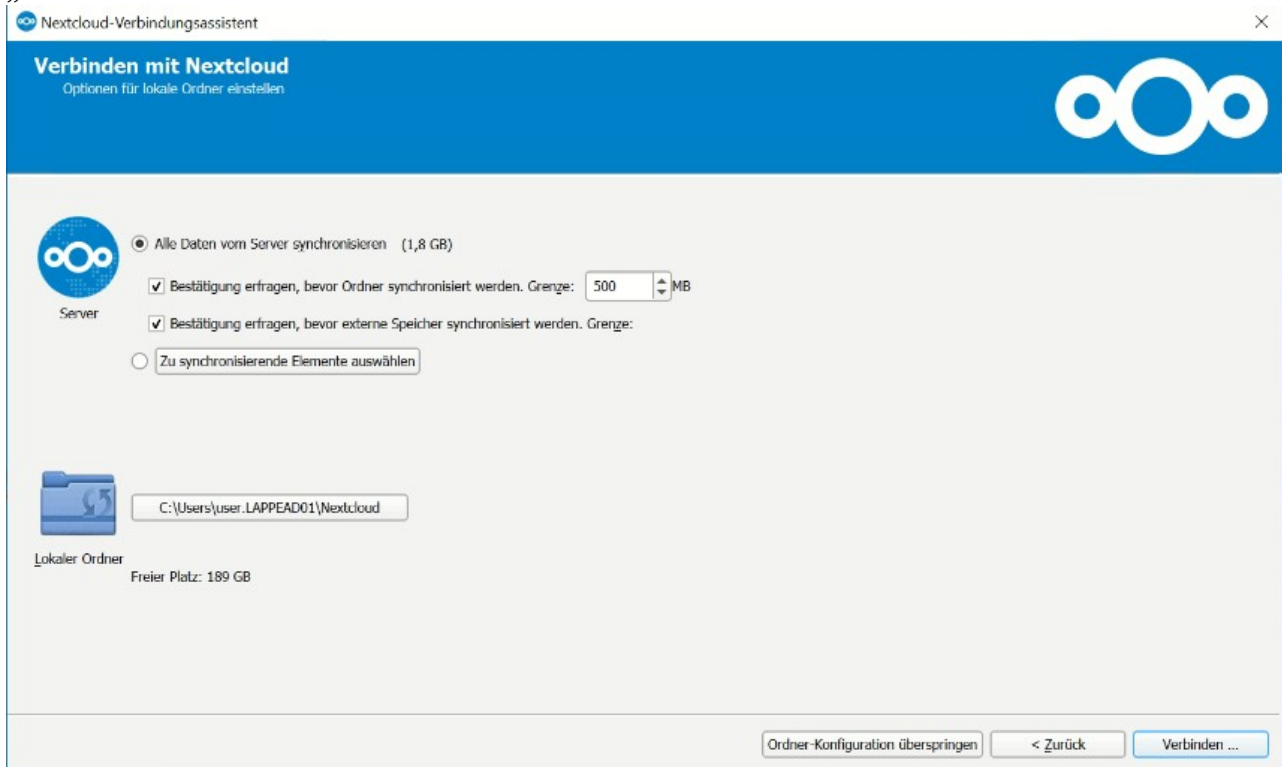 „
Nextcloud-Verbindungsassistent
Verbinden mit Nextcloud
Optionen für lokale Ordner einstellen
Alle Daten vom Server synchronisieren (1,8 GB)
Bestätigung erfragen, bevor Ordner synchronisiert werden. Grenze: 500 MB
Server
Bestätigung erfragen, bevor externe Speicher synchronisiert werden. Grenze:
Zu synchronisierende Elemente auswählen
C:\Users\user.LAPPEAD01\Nextcloud
Lokaler Ordner
Freier Platz: 189 GB
Ordner-Konfiguration überspringen < Zurück Verbinden ...